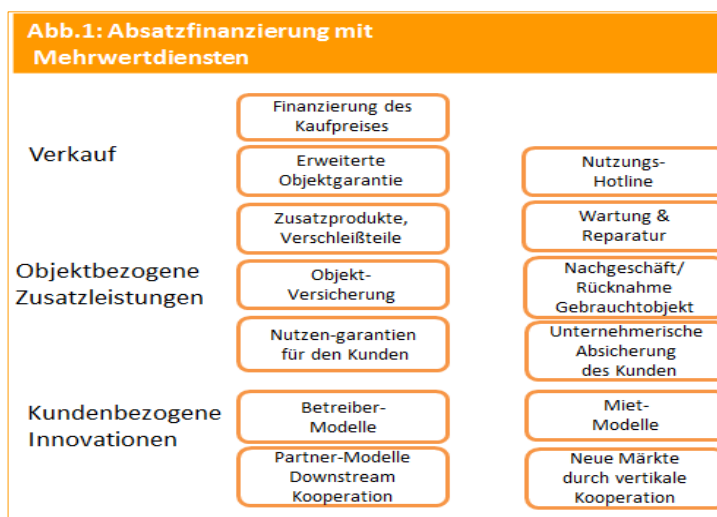 Abb.1: Absatzfinanzierung mit
Mehrwertdiensten
Verkauf
Finanzierung des
Kaufpreises
Erweiterte
Objektgarantie
Nutzungs-
Hotline
Objektbezogene
Zusatzleistungen
Zusatzprodukte,
Verschleißteile
Wartung &
Reparatur
Objekt-
Versicherung
Nachgeschäft/
Rücknahme
Gebrauchtobjekt
Nutzen-garantien
für den Kunden
Unternehmerische
Absicherung
des Kunden
Kundenbezogene
Innovationen
Betreiber-
Modelle
Miet-
Modelle
Partner-Modelle
Downstream
Kooperation
Neue Märkte
durch vertikale
Kooperation